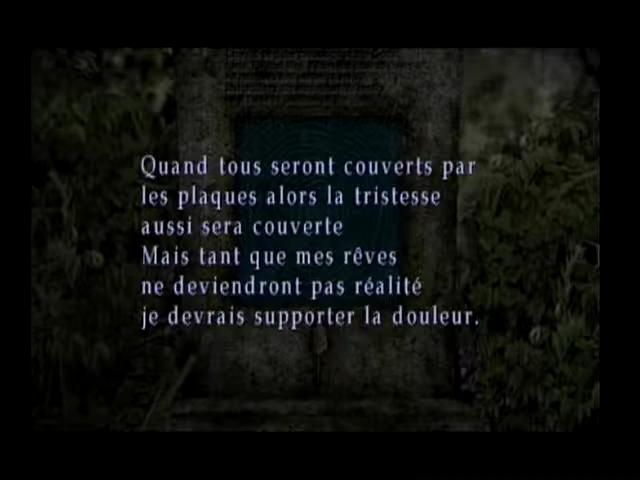 Quand tous seront couverts par
les plaques alors la tristesse
aussi sera couverte
Mais tant que mes rêves
ne deviendront pas réalité
je devrais supporter la douleur.